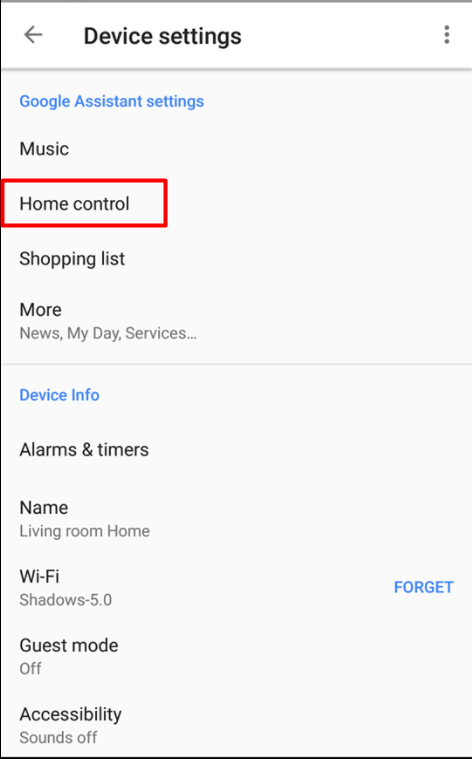 Device settings
Google Assistant settings
Music
Home control
Shopping list
More
News, My Day, Services...
Device Info
Alarms & timers
Name
Living room Home
Wi-Fi
Shadows-5.0
FORGET
Guest mode
Off
Accessibility
Sounds off